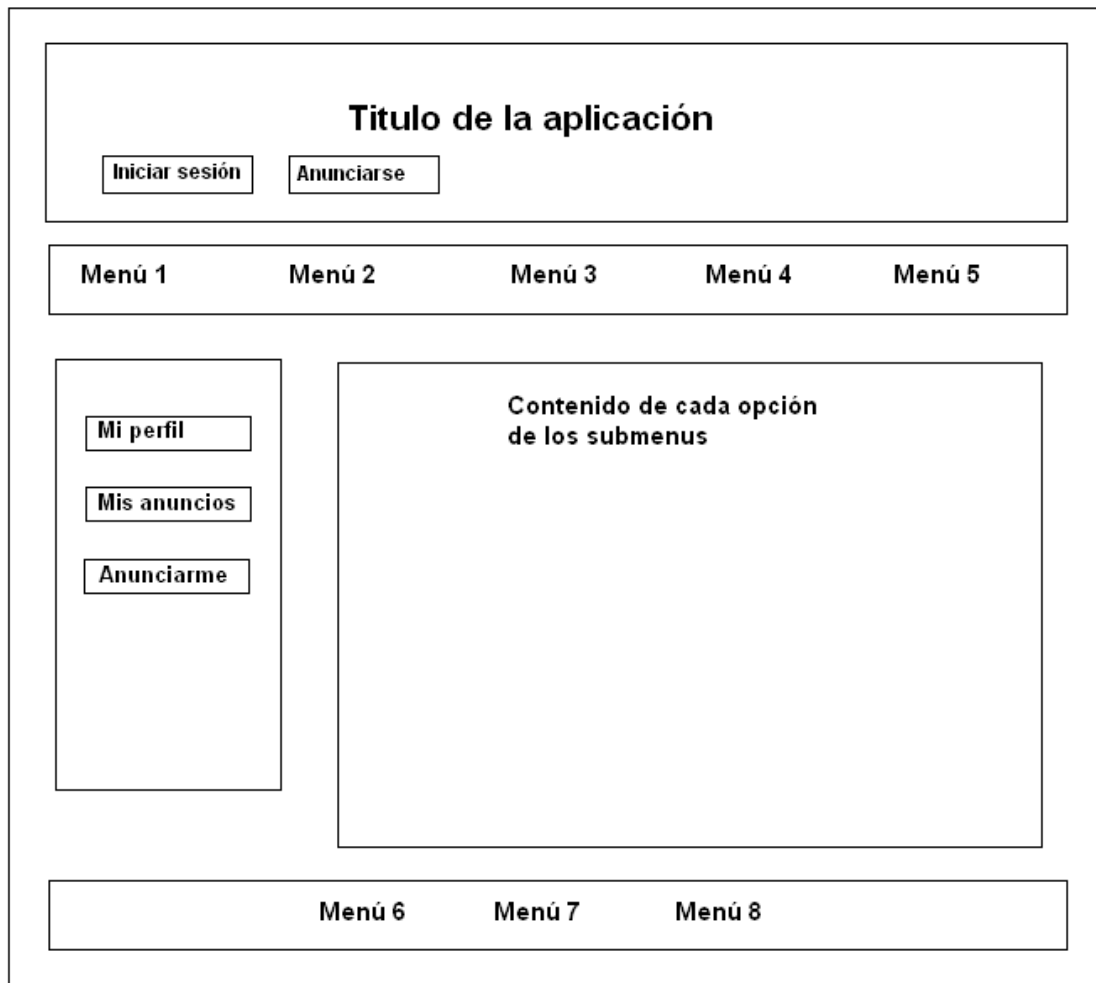 Titulo de la aplicación
Iniciar sesión
Anunciarse
Menú 1
Menú 2
Menú 3
Menú 4
Menú 5
Mi perfil
Mis anuncios
Anunciarme
Contenido de cada opción
de los submenus
Menú 6
Menú 7
Menú 8